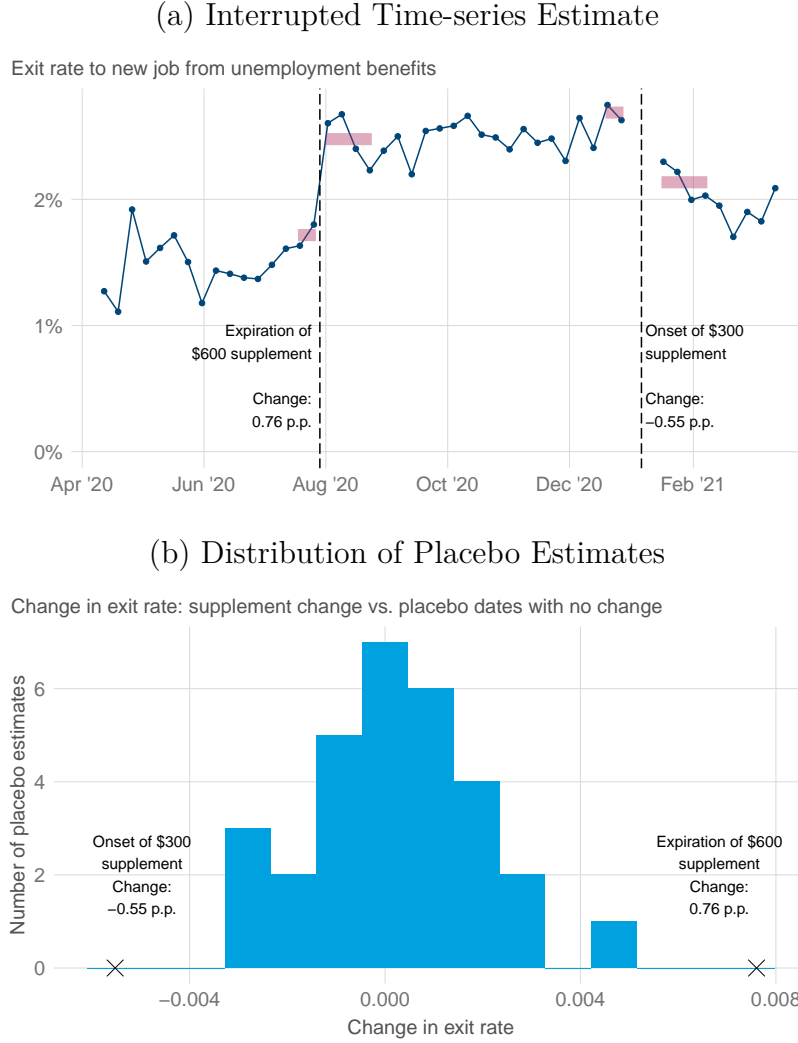 (a) Interrupted Time-series Estimate
Exit rate to new job from unemployment benefits
2%
1%
0%
Expiration of
$600 supplement
Change:
0.76 p.p.
Onset of $300
supplement
Change:
−0.55 p.p.
Apr '20
Jun '20
Aug '20
Oct '20
Dec '20
Feb '21
(b) Distribution of Placebo Estimates
Change in exit rate: supplement change vs. placebo dates with no change
Number of placebo estimates
6
4
2
0
Onset of $300
supplement
Change:
−0.55 p.p.
Expiration of $600
supplement
Change:
0.76 p.p.
−0.004
0.000
0.004
0.008
Change in exit rate